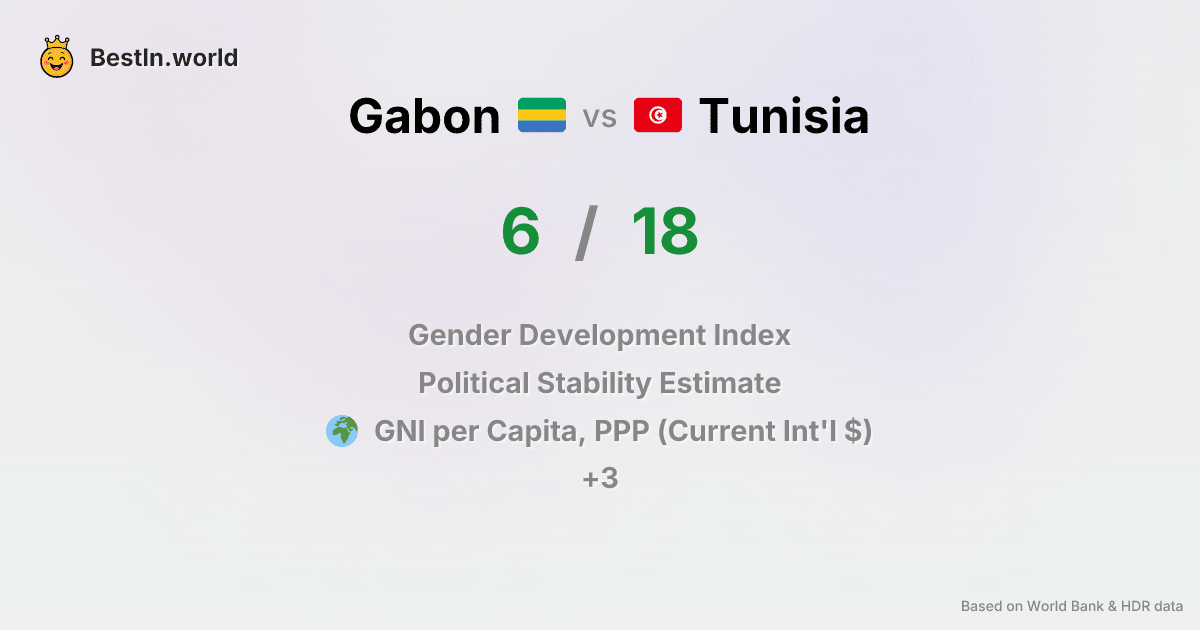 BestIn.world
Gabon vs Tunisia
6 / 18
Gender Development Index
Political Stability Estimate
GNI per Capita, PPP (Current Int'l $)
+3
Based on World Bank & HDR data